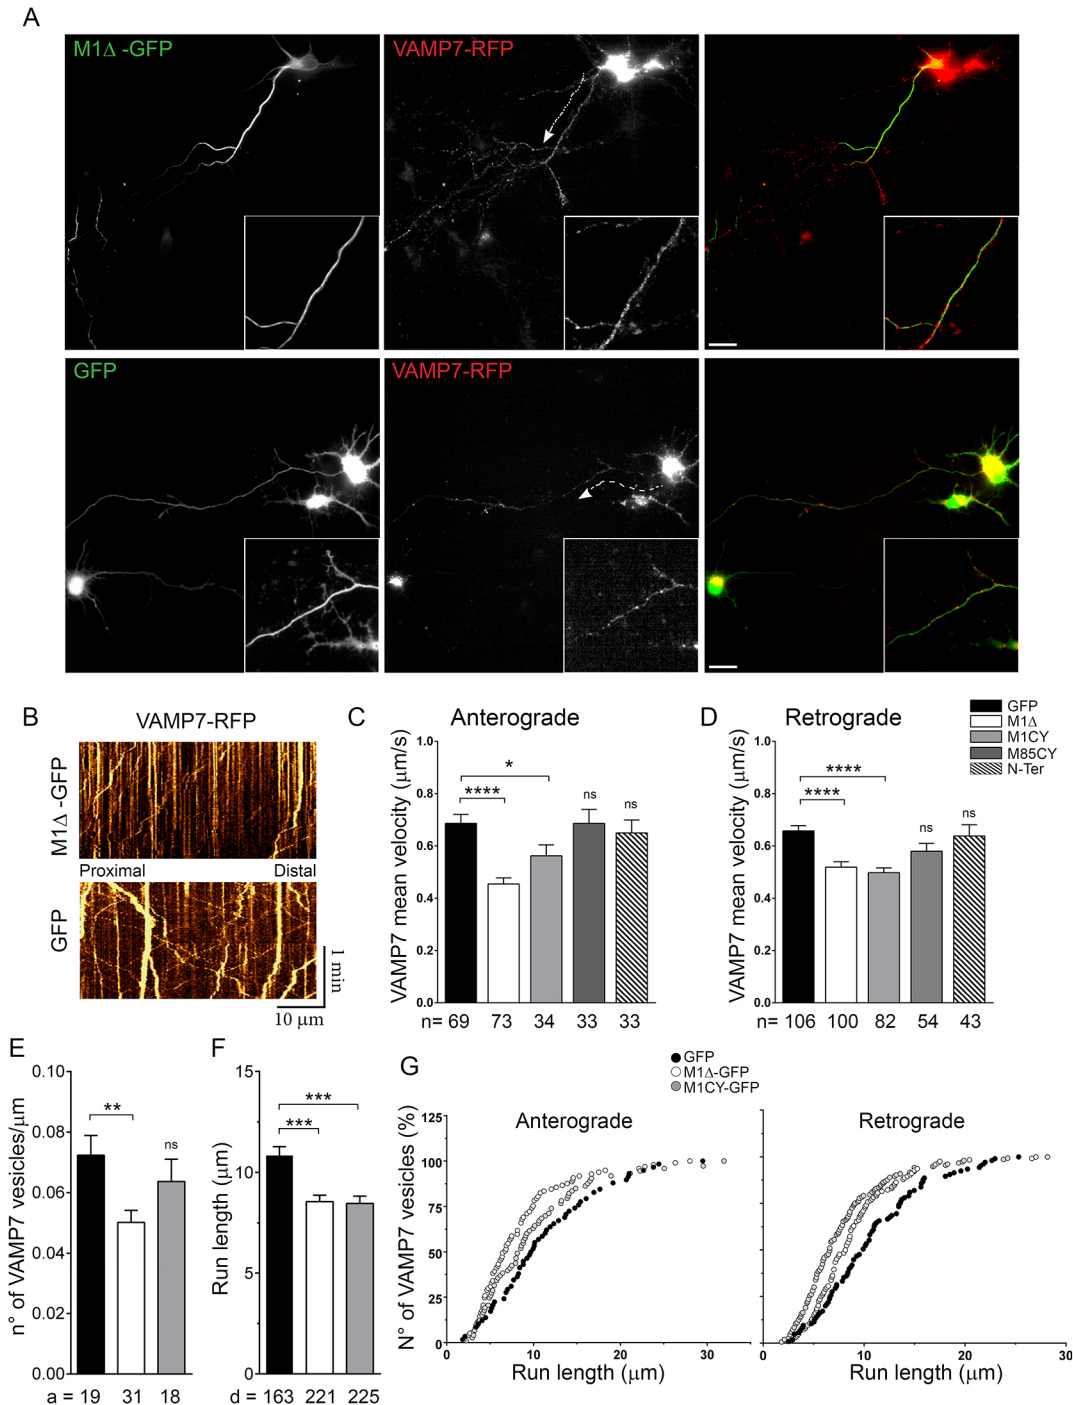 A
M1Δ -GFP
VAMP7-RFP
GFP
VAMP7-RFP
B
VAMP7-RFP
M1Δ -GFP
Proximal
Distal
GFP
1 min
10 μm
C
Anterograde
VAMP7 mean velocity (μm/s)
1.0
0.8
0.6
0.4
0.2
0.0
****
*
ns
ns
n= 69 73 34 33 33
D
Retrograde
VAMP7 mean velocity (μm/s)
1.0
0.8
0.6
0.4
0.2
0.0
****
****
ns
ns
n= 106 100 82 54 43
GFP
M1Δ
M1CY
M85CY
N-Ter
E
n° of VAMP7 vesicles/μm
0.10
0.08
0.06
0.04
0.02
0.00
**
ns
a = 19 31 18
F
Run length (μm)
15
10
5
0
***
***
d = 163 221 225
G
GFP
M1Δ-GFP
M1CY-GFP
N° of VAMP7 vesicles (%)
125
100
75
50
25
0
Anterograde
0 10 20 30
Run length (μm)
Retrograde
0 10 20 30
Run length (μm)